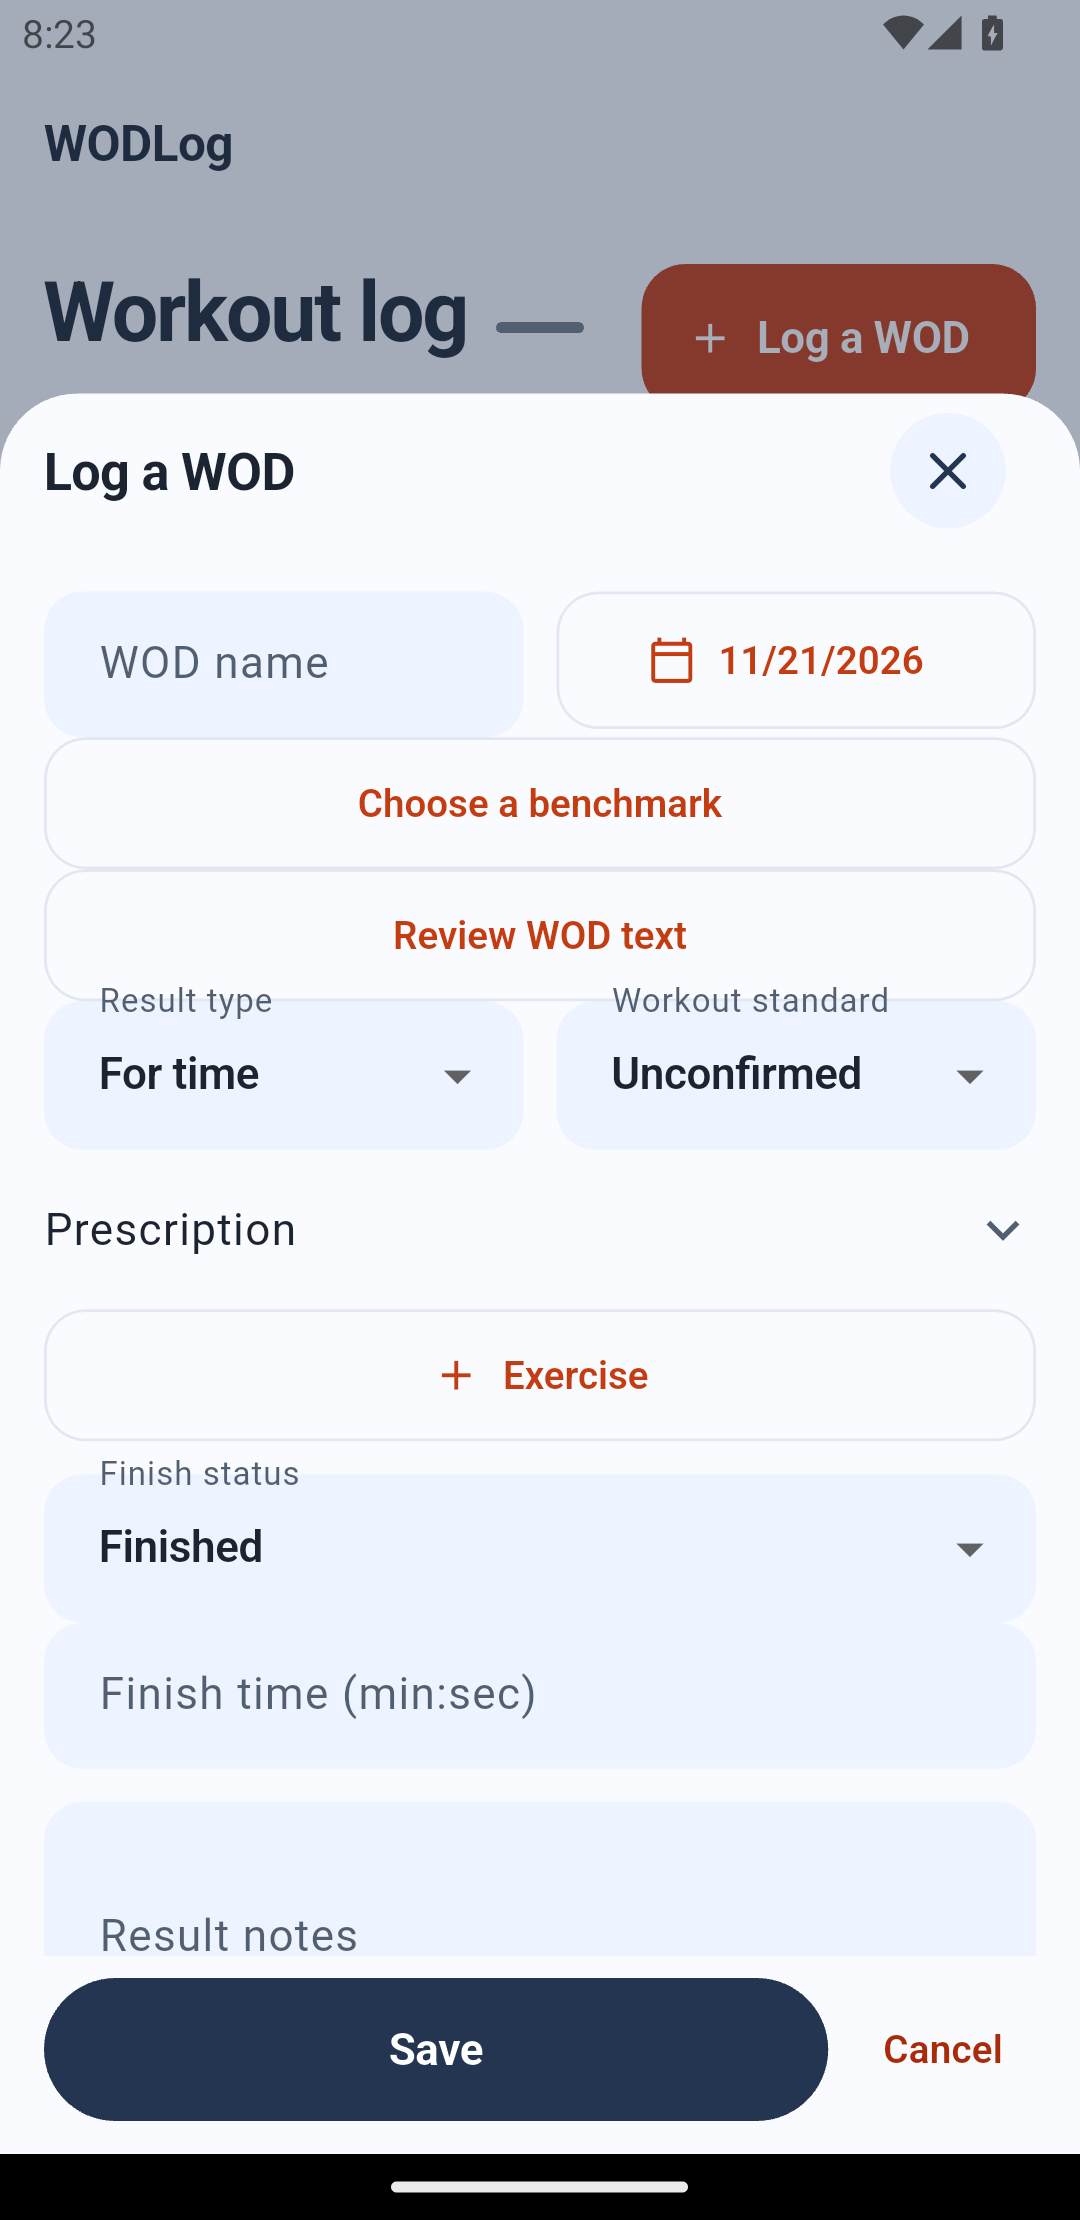 8:23
WODLog
Workout log
+ Log a WOD
Log a WOD
WOD name
11/21/2026
Choose a benchmark
Review WOD text
Result type
Workout standard
For time
Unconfirmed
Prescription
+ Exercise
Finish status
Finished
Finish time (min:sec)
Result notes
Save
Cancel